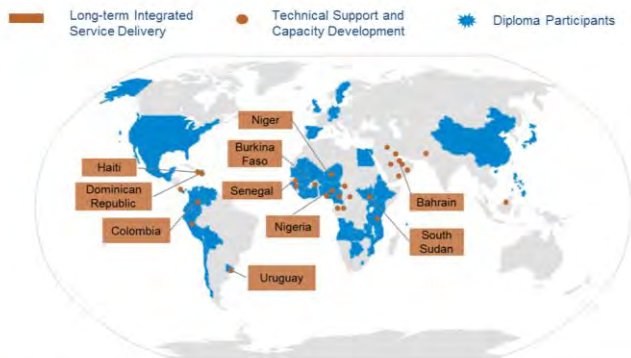 Long-term Integrated
Service Delivery
Technical Support and
Capacity Development
Diploma Participants
Niger
Burkina
Faso
Haiti
Dominican
Republic
Senegal
Bahrain
Colombia
Nigeria
South
Sudan
Uruguay